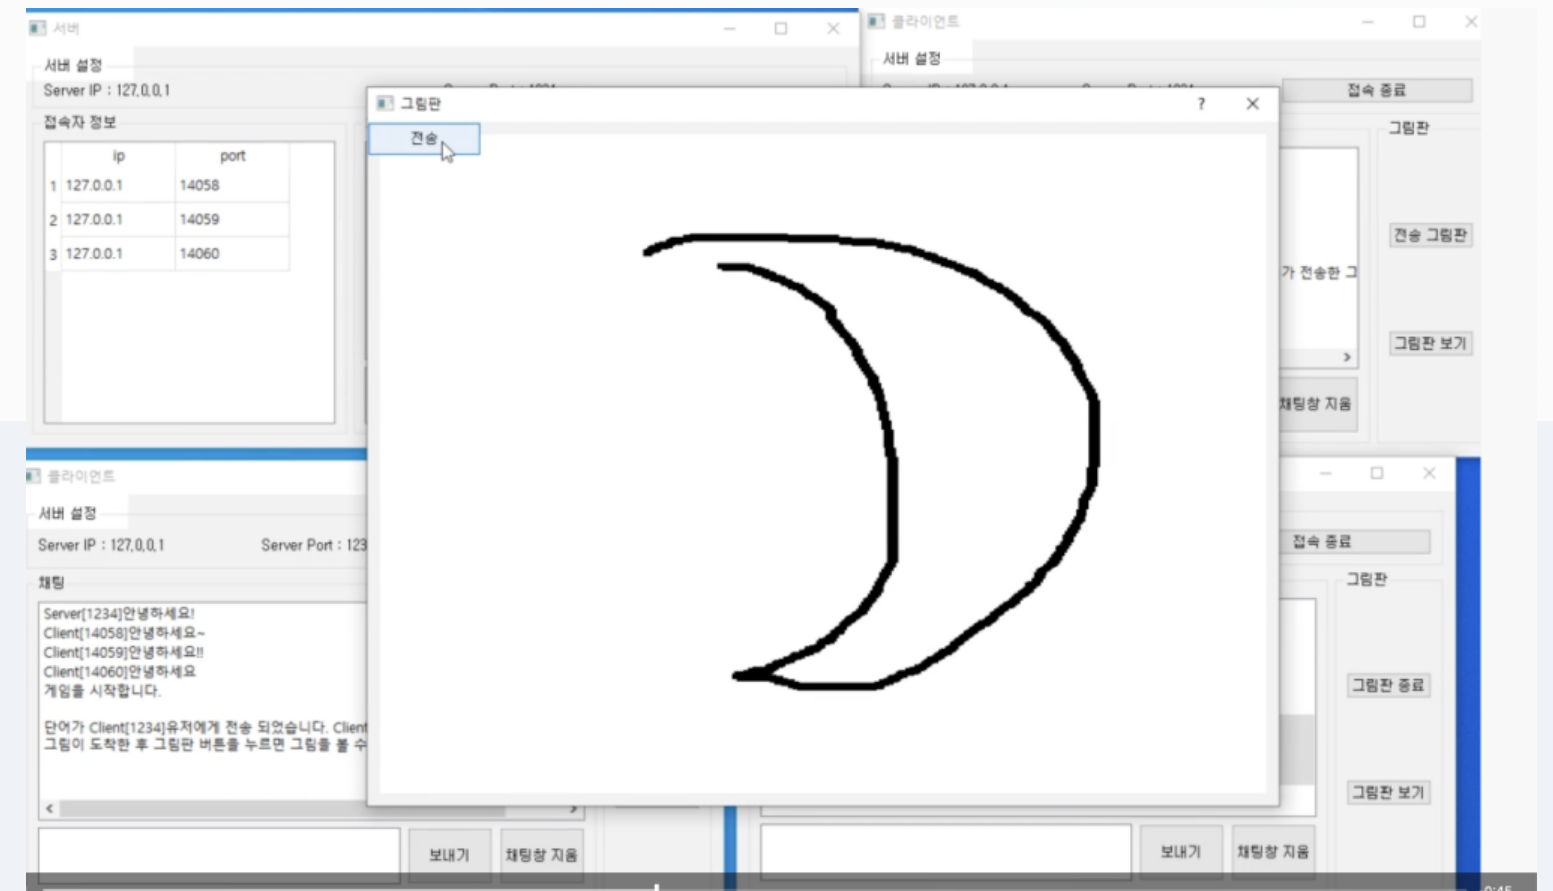 서버
서버 설정
Server IP : 127,0,0,1
접속자 정보
ip port
1 127.0.0.1 14058
2 127.0.0.1 14059
3 127.0.0.1 14060
클라이언트
서버 설정
접속 종료
그림판
전송 그림판
가 전송한 그
그림판 보기
채팅창 지움
그림판
전송
클라이언트
서버 설정
Server IP : 127,0,0,1 Server Port : 123
채팅
Server[1234]안녕하세요!
Client[14058]안녕하세요~
Client[14059]안녕하세요!!
Client[14060]안녕하세요
게임을 시작합니다.
단어가 Client[1234]유저에게 전송 되었습니다. Client
그림이 도착한 후 그림판 버튼을 누르면 그림을 볼 수
보내기
채팅창 지움
접속 종료
그림판
그림판 종료
그림판 보기
보내기
채팅창 지움